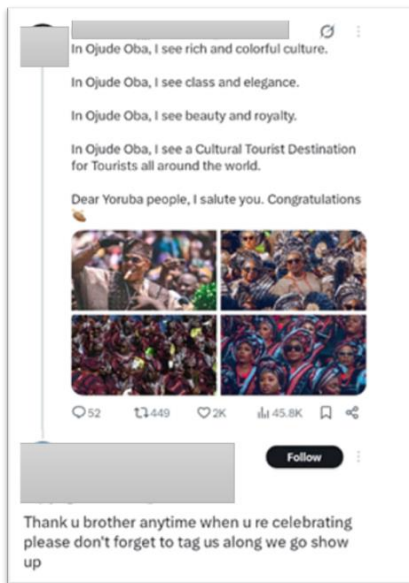 In Ojude Oba, I see rich and colorful culture.
In Ojude Oba, I see class and elegance.
In Ojude Oba, I see beauty and royalty.
In Ojude Oba, I see a Cultural Tourist Destination
for Tourists all around the world.
Dear Yoruba people, I salute you. Congratulations
52 449 2K 45.8K
Follow
Thank u brother anytime when u re celebrating
please don't forget to tag us along we go show
up